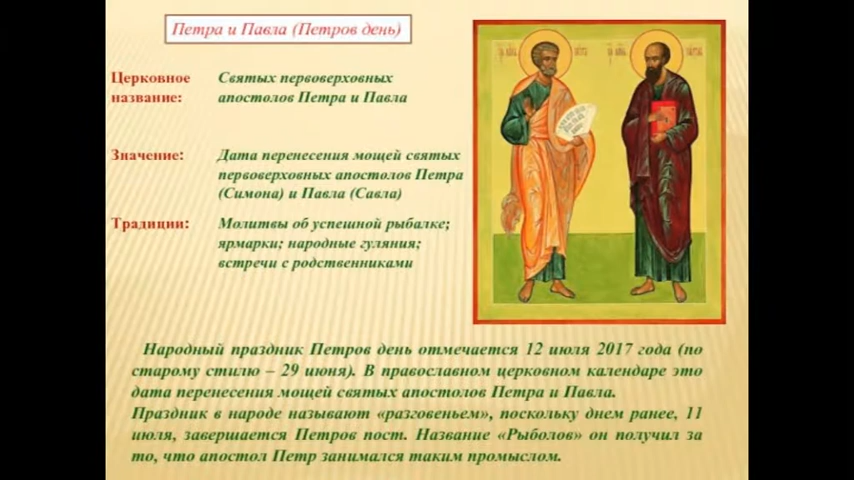 Петра и Павла (Петров день)
Церковное название:
Святых первоверховных
апостолов Петра и Павла
Значение:
Дата перенесения мощей святых
первоверховных апостолов Петра
(Симона) и Павла (Савла)
Традиции:
Молитвы об успешной рыбалке;
ярмарки; народные гуляния;
встречи с родственниками
Народный праздник Петров день отмечается 12 июля 2017 года (по
старому стилю – 29 июня). В православном церковном календаре это
дата перенесения мощей святых апостолов Петра и Павла.
Праздник в народе называют «разговеньем», поскольку днем ранее, 11
июля, завершается Петров пост. Название «Рыболов» он получил за
то, что апостол Петр занимался таким промыслом.